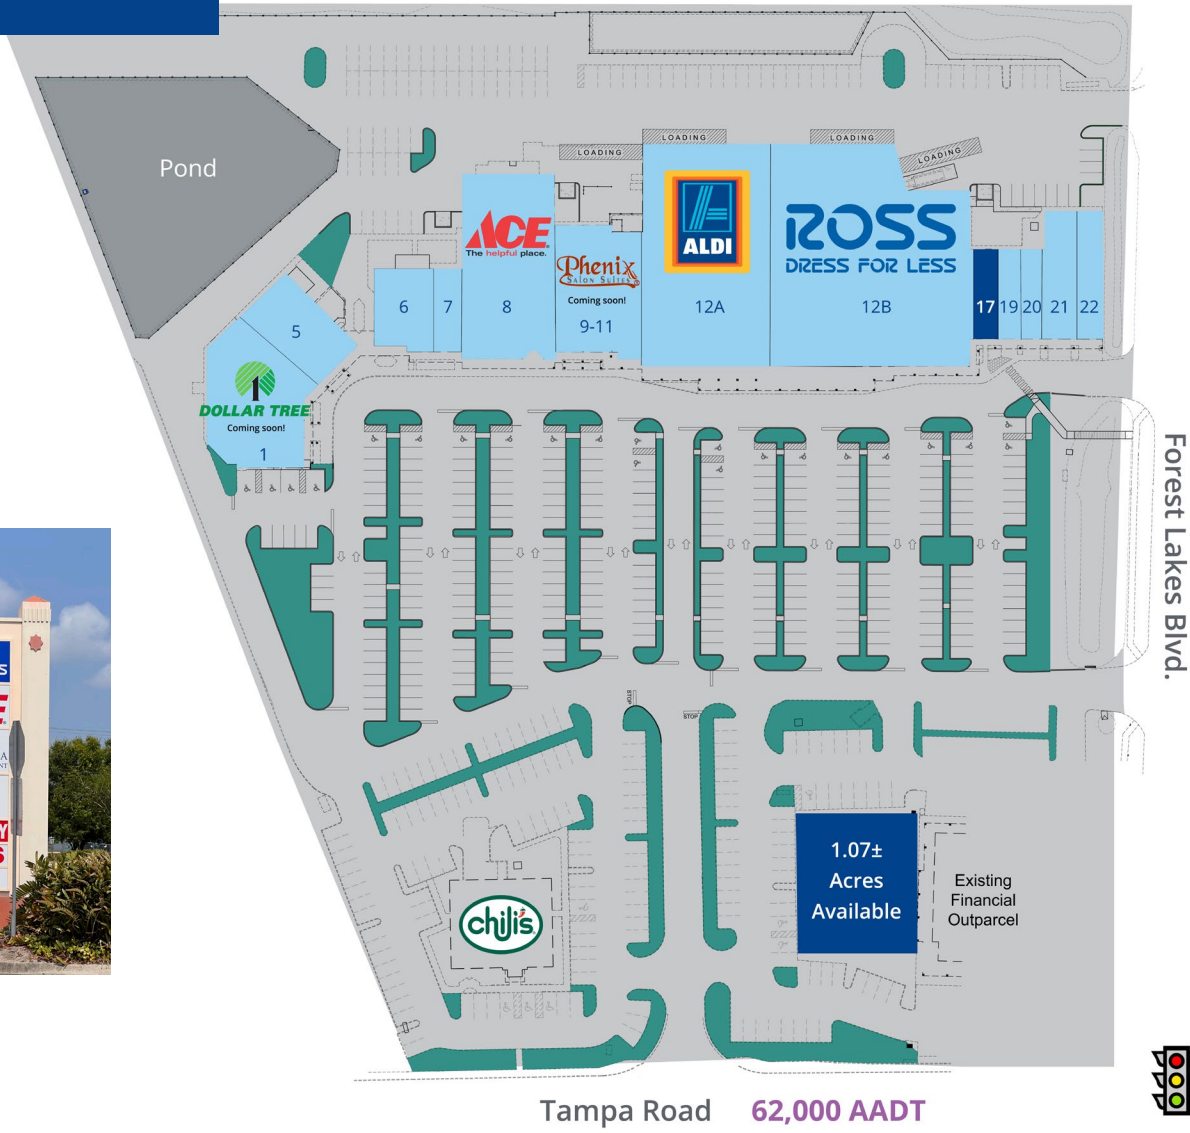 LOADING
LOADING
LOADING
LOADING
Pond
ACE
The helpful place.
ALDI
ROSS
DRESS FOR LESS
Phenix
SALON SUITES
Coming soon!
9-11
6
7
8
12A
12B
17
19
20
21
22
5
DOLLAR TREE
Coming soon!
1
Forest Lakes Blvd.
STOP
STOP
1.07±
Acres
Available
Existing
Financial
Outparcel
chili's
Tampa Road
62,000 AADT